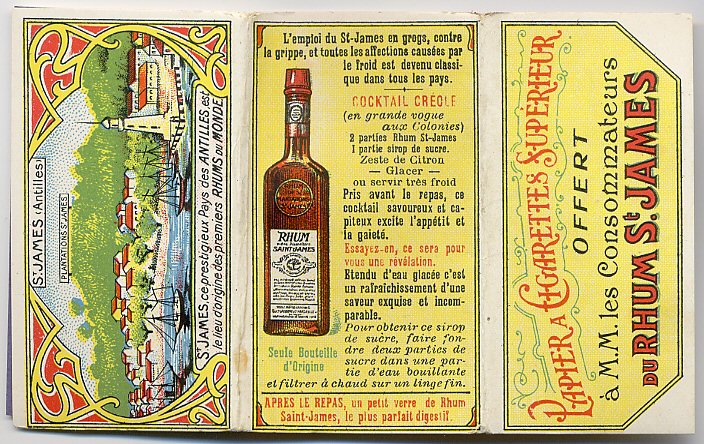 St JAMES (Antilles)
PLANTATIONS St JAMES
St JAMES, ce prestigieux Pays des ANTILLES est
le lieu d'origine des premiers RHUMS du MONDE
L'emploi du St-James en grogs, contre
la grippe, et toutes les affections causées par
le froid est devenu classi-
que dans tous les pays.
COCKTAIL CRÉOLE
(en grande vogue
aux Colonies)
2 parties Rhum St-James
1 partie sirop de sucre.
Zeste de Citron
— Glacer —
ou servir très froid
Pris avant le repas, ce
cocktail savoureux et ca-
piteux excite l'appétit et
la gaieté.
Essayez-en, ce sera pour
vous une révélation.
Etendu d'eau glacée c'est
un rafraîchissement d'une
saveur exquise et incom-
parable.
Pour obtenir ce sirop
de sucre, faire fon-
dre deux parties de
sucre dans une par-
tie d'eau bouillante
et filtrer à chaud sur un linge fin.
RHUM
SAINT JAMES
Seule Bouteille
d'Origine
APRES LE REPAS, un petit verre de Rhum
Saint-James, le plus parfait digestif.
PAPIER A CIGARETTES SUPERIEUR
OFFERT
à M.M. les Consommateurs
DU RHUM St JAMES